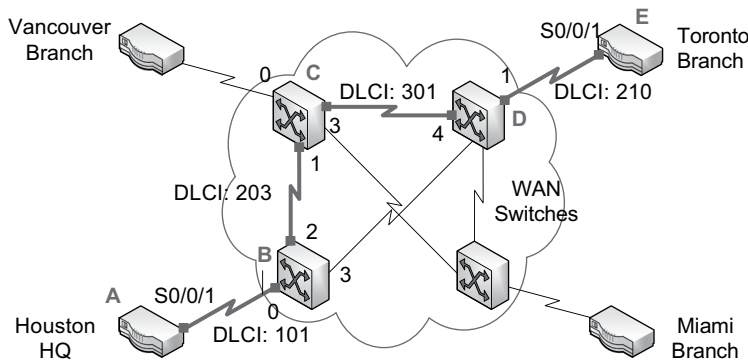 Vancouver
Branch
0
C
DLCI: 301
3
1
DLCI: 203
S0/0/1
E
Toronto
Branch
1
DLCI: 210
4
D
WAN
Switches
2
B
3
A
S0/0/1
0
DLCI: 101
Houston
HQ
Miami
Branch